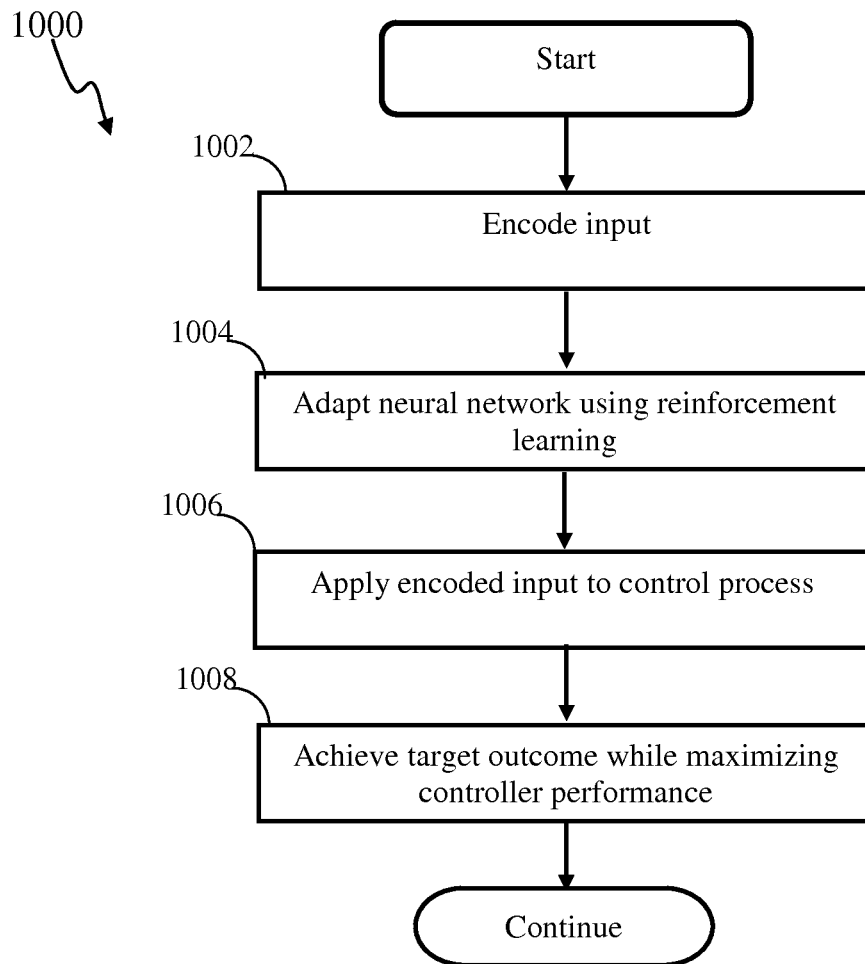 1000
Start
1002
Encode input
1004
Adapt neural network using reinforcement
learning
1006
Apply encoded input to control process
1008
Achieve target outcome while maximizing
controller performance
Continue